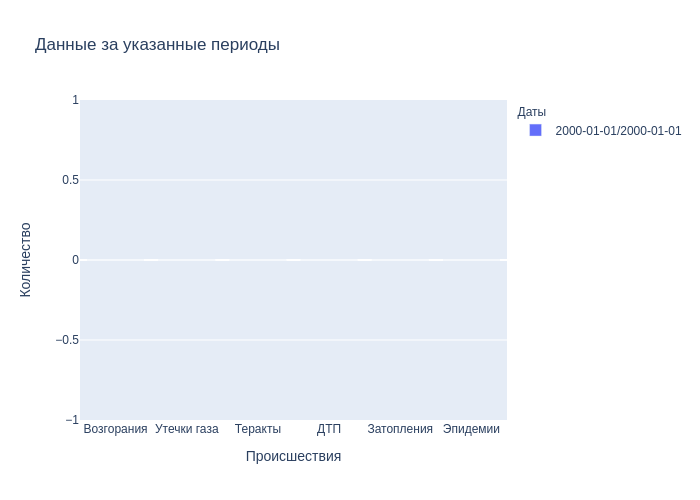 Данные за указанные периоды
Даты
2000-01-01/2000-01-01
1
0.5
0
−0.5
−1
Количество
Возгорания Утечки газа Теракты ДТП Затопления Эпидемии
Происшествия